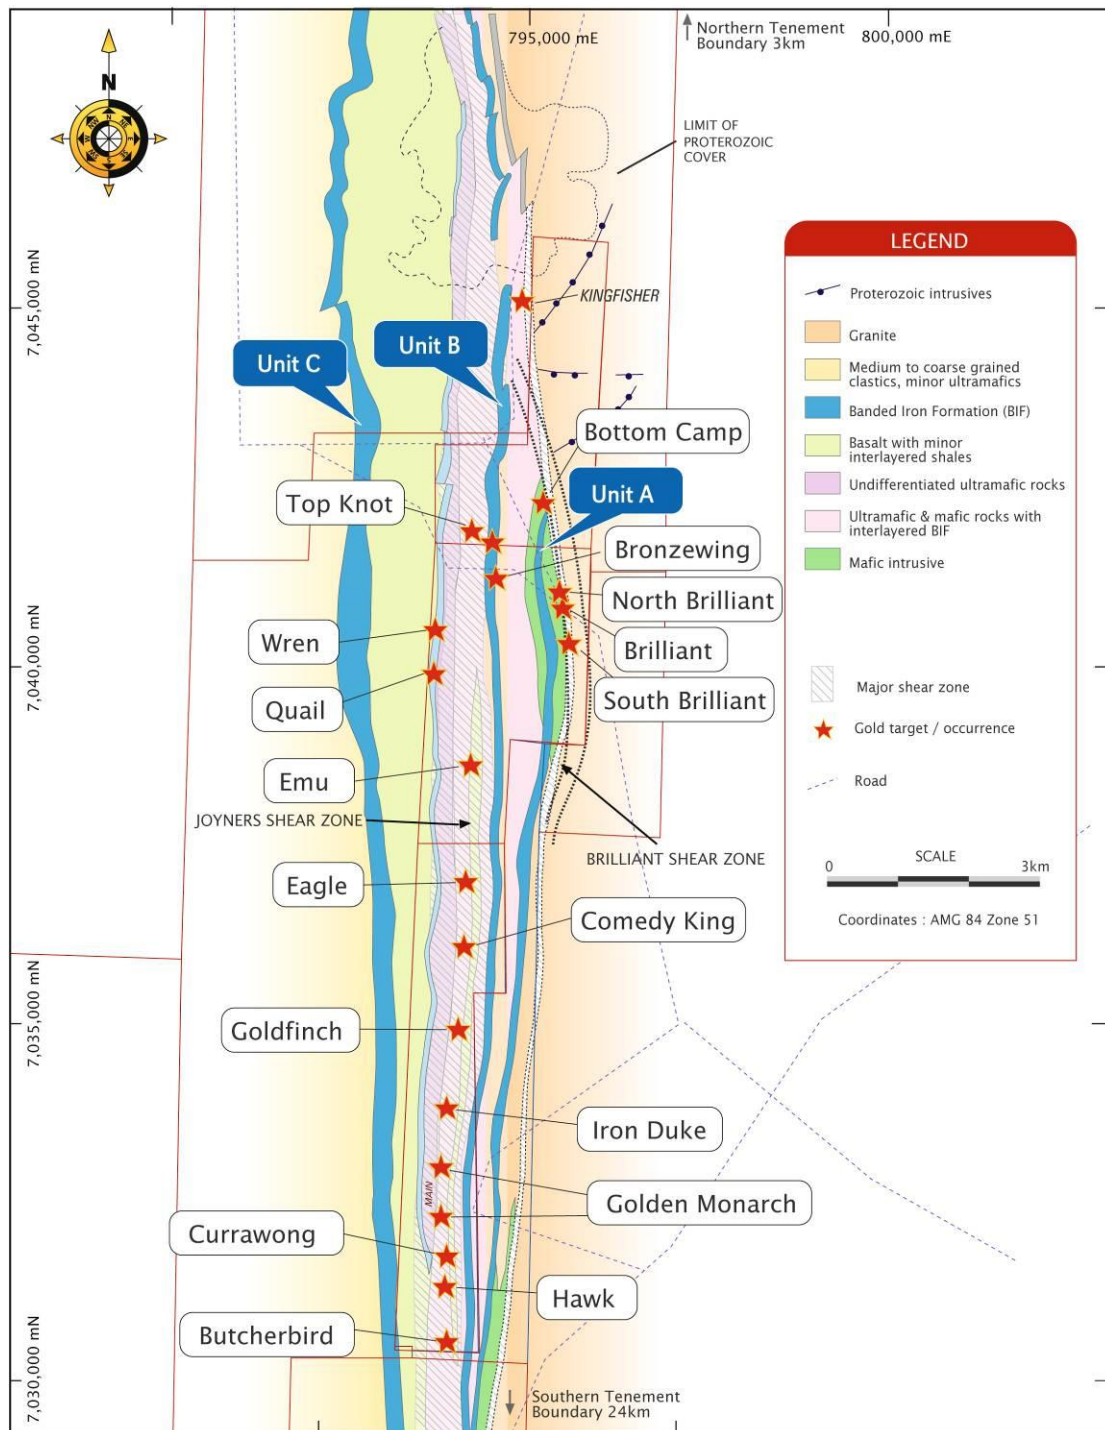 795,000 mE
Northern Tenement
Boundary 3km
800,000 mE
N
N
NE
E
SE
S
SW
W
NW
LIMIT OF
PROTEROZOIC
COVER
7,045,000 mN
KINGFISHER
Unit C
Unit B
Bottom Camp
Unit A
Top Knot
Bronzewing
North Brilliant
Wren
Brilliant
7,040,000 mN
Quail
South Brilliant
Emu
JOYNERS SHEAR ZONE
BRILLIANT SHEAR ZONE
Eagle
Comedy King
7,035,000 mN
Goldfinch
Iron Duke
MAIN
Golden Monarch
Currawong
Hawk
Butcherbird
7,030,000 mN
Southern Tenement
Boundary 24km
LEGEND
Proterozoic intrusives
Granite
Medium to coarse grained
clastics, minor ultramafics
Banded Iron Formation (BIF)
Basalt with minor
interlayered shales
Undifferentiated ultramafic rocks
Ultramafic & mafic rocks with
interlayered BIF
Mafic intrusive
Major shear zone
Gold target / occurrence
Road
SCALE
0 3km
Coordinates : AMG 84 Zone 51